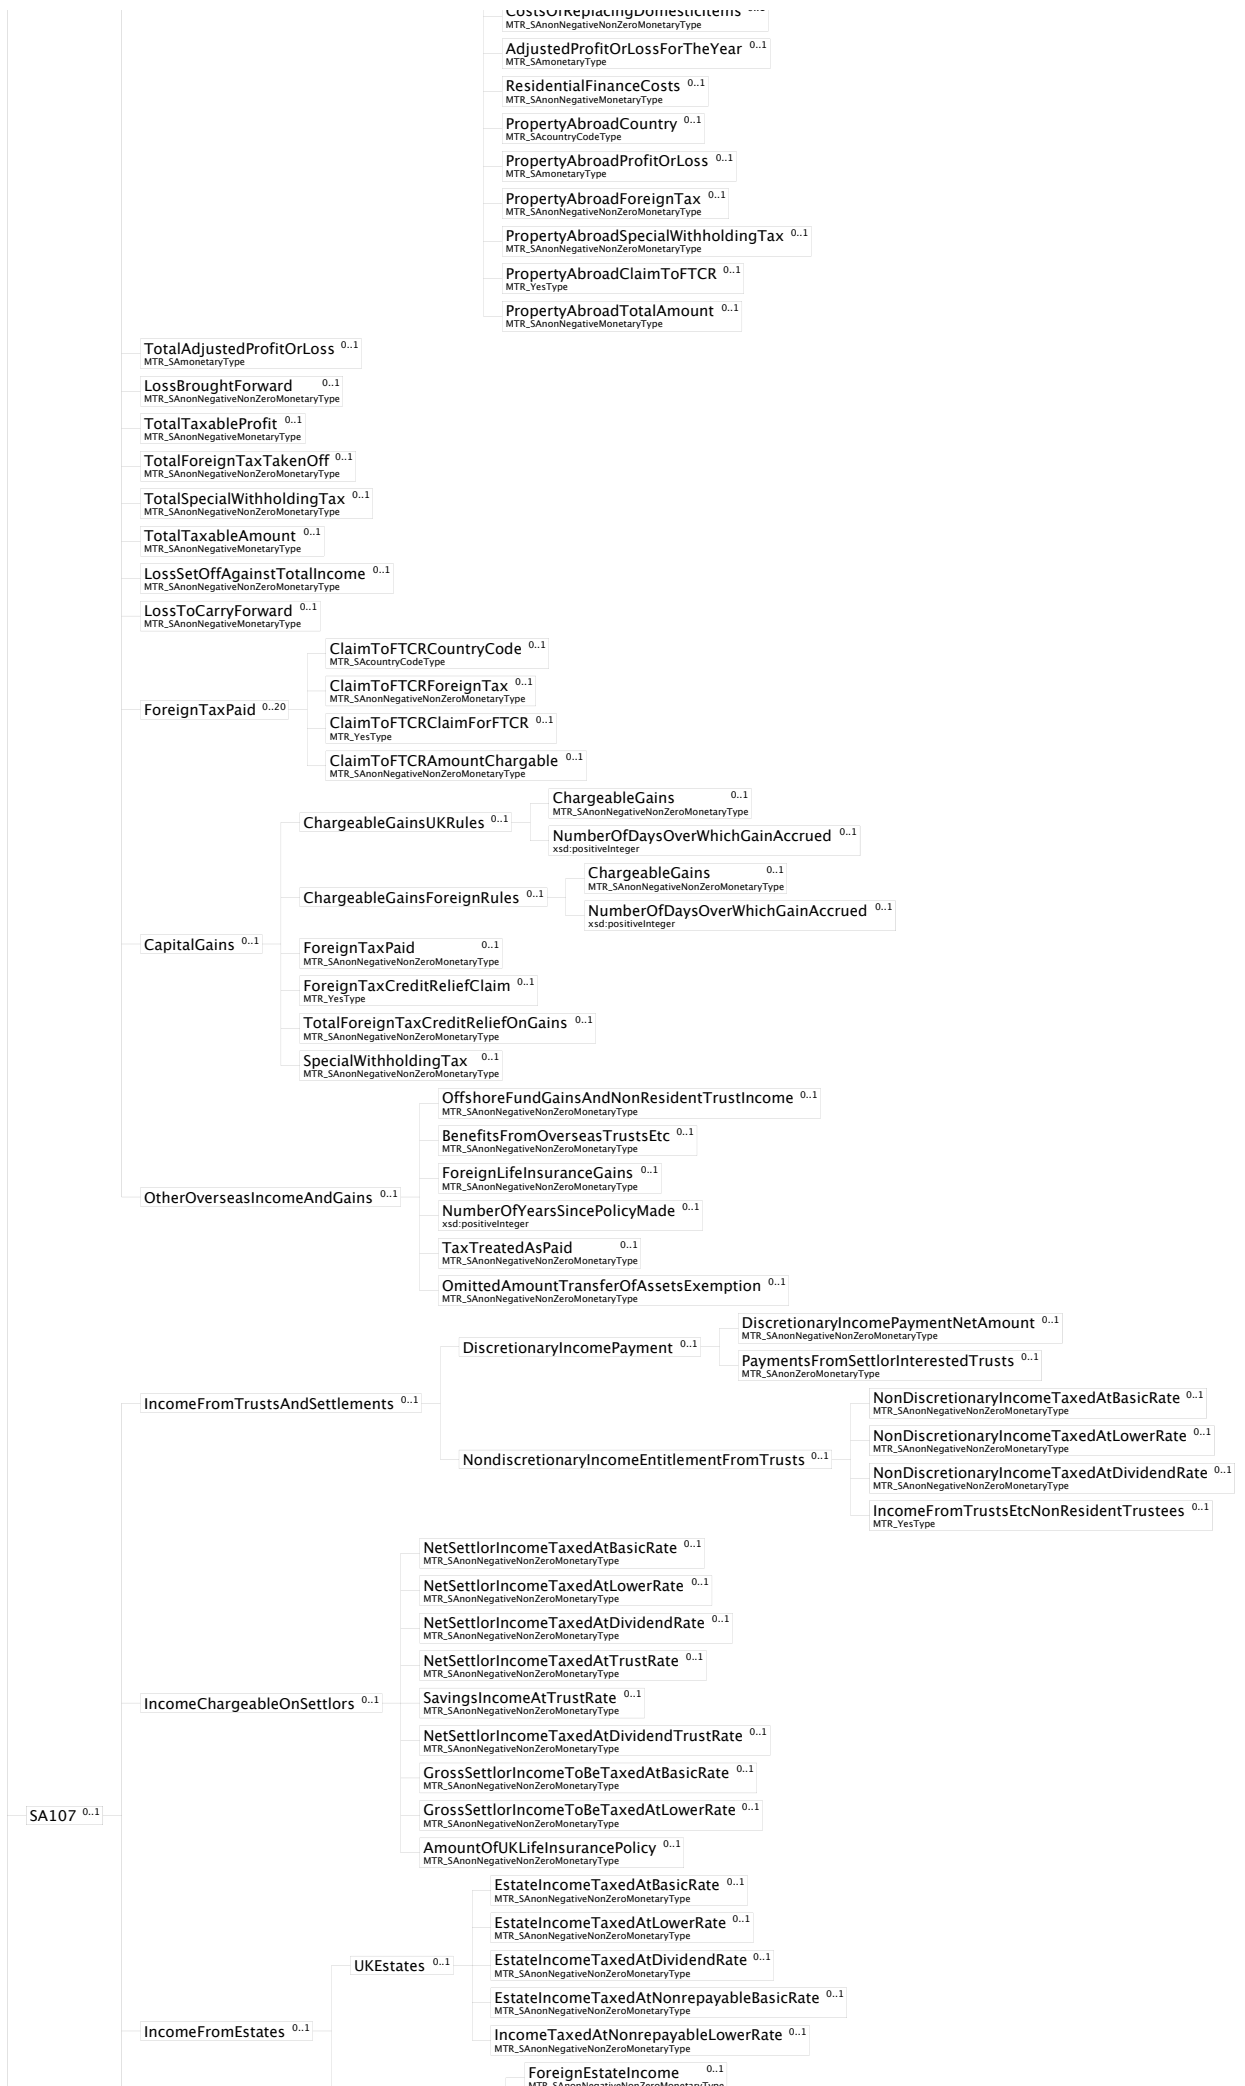 CostsOfReplacingDomesticItems 0..1
MTR_SAnonNegativeNonZeroMonetaryType
AdjustedProfitOrLossForTheYear 0..1
MTR_SAmonetaryType
ResidentialFinanceCosts 0..1
MTR_SAnonNegativeMonetaryType
PropertyAbroadCountry 0..1
MTR_SAcountryCodeType
PropertyAbroadProfitOrLoss 0..1
MTR_SAmonetaryType
PropertyAbroadForeignTax 0..1
MTR_SAnonNegativeNonZeroMonetaryType
PropertyAbroadSpecialWithholdingTax 0..1
MTR_SAnonNegativeNonZeroMonetaryType
PropertyAbroadClaimToFTCR 0..1
MTR_YesType
PropertyAbroadTotalAmount 0..1
MTR_SAnonNegativeMonetaryType
TotalAdjustedProfitOrLoss 0..1
MTR_SAmonetaryType
LossBroughtForward 0..1
MTR_SAnonNegativeNonZeroMonetaryType
TotalTaxableProfit 0..1
MTR_SAnonNegativeMonetaryType
TotalForeignTaxTakenOff 0..1
MTR_SAnonNegativeNonZeroMonetaryType
TotalSpecialWithholdingTax 0..1
MTR_SAnonNegativeNonZeroMonetaryType
TotalTaxableAmount 0..1
MTR_SAnonNegativeMonetaryType
LossSetOffAgainstTotalIncome 0..1
MTR_SAnonNegativeNonZeroMonetaryType
LossToCarryForward 0..1
MTR_SAnonNegativeMonetaryType
ForeignTaxPaid 0..20
ClaimToFTCRCountryCode 0..1
MTR_SAcountryCodeType
ClaimToFTCRForeignTax 0..1
MTR_SAnonNegativeNonZeroMonetaryType
ClaimToFTCRClaimForFTCR 0..1
MTR_YesType
ClaimToFTCRAmountChargable 0..1
MTR_SAnonNegativeNonZeroMonetaryType
CapitalGains 0..1
ChargeableGainsUKRules 0..1
ChargeableGains 0..1
MTR_SAnonNegativeNonZeroMonetaryType
NumberOfDaysOverWhichGainAccrued 0..1
xsd:positiveInteger
ChargeableGainsForeignRules 0..1
ChargeableGains 0..1
MTR_SAnonNegativeNonZeroMonetaryType
NumberOfDaysOverWhichGainAccrued 0..1
xsd:positiveInteger
ForeignTaxPaid 0..1
MTR_SAnonNegativeNonZeroMonetaryType
ForeignTaxCreditReliefClaim 0..1
MTR_YesType
TotalForeignTaxCreditReliefOnGains 0..1
MTR_SAnonNegativeNonZeroMonetaryType
SpecialWithholdingTax 0..1
MTR_SAnonNegativeNonZeroMonetaryType
OtherOverseasIncomeAndGains 0..1
OffshoreFundGainsAndNonResidentTrustIncome 0..1
MTR_SAnonNegativeNonZeroMonetaryType
BenefitsFromOverseasTrustsEtc 0..1
MTR_SAnonNegativeNonZeroMonetaryType
ForeignLifeInsuranceGains 0..1
MTR_SAnonNegativeNonZeroMonetaryType
NumberOfYearsSincePolicyMade 0..1
xsd:positiveInteger
TaxTreatedAsPaid 0..1
MTR_SAnonNegativeNonZeroMonetaryType
OmittedAmountTransferOfAssetsExemption 0..1
MTR_SAnonNegativeNonZeroMonetaryType
SA107 0..1
IncomeFromTrustsAndSettlements 0..1
DiscretionaryIncomePayment 0..1
DiscretionaryIncomePaymentNetAmount 0..1
MTR_SAnonNegativeNonZeroMonetaryType
PaymentsFromSettlorInterestedTrusts 0..1
MTR_SAnonZeroMonetaryType
NondiscretionaryIncomeEntitlementFromTrusts 0..1
NonDiscretionaryIncomeTaxedAtBasicRate 0..1
MTR_SAnonNegativeNonZeroMonetaryType
NonDiscretionaryIncomeTaxedAtLowerRate 0..1
MTR_SAnonNegativeNonZeroMonetaryType
NonDiscretionaryIncomeTaxedAtDividendRate 0..1
MTR_SAnonNegativeNonZeroMonetaryType
IncomeFromTrustsEtcNonResidentTrustees 0..1
MTR_YesType
IncomeChargeableOnSettlors 0..1
NetSettlorIncomeTaxedAtBasicRate 0..1
MTR_SAnonNegativeNonZeroMonetaryType
NetSettlorIncomeTaxedAtLowerRate 0..1
MTR_SAnonNegativeNonZeroMonetaryType
NetSettlorIncomeTaxedAtDividendRate 0..1
MTR_SAnonNegativeNonZeroMonetaryType
NetSettlorIncomeTaxedAtTrustRate 0..1
MTR_SAnonNegativeNonZeroMonetaryType
SavingsIncomeAtTrustRate 0..1
MTR_SAnonNegativeNonZeroMonetaryType
NetSettlorIncomeTaxedAtDividendTrustRate 0..1
MTR_SAnonNegativeNonZeroMonetaryType
GrossSettlorIncomeToBeTaxedAtBasicRate 0..1
MTR_SAnonNegativeNonZeroMonetaryType
GrossSettlorIncomeToBeTaxedAtLowerRate 0..1
MTR_SAnonNegativeNonZeroMonetaryType
AmountOfUKLifeInsurancePolicy 0..1
MTR_SAnonNegativeNonZeroMonetaryType
IncomeFromEstates 0..1
UKEstates 0..1
EstateIncomeTaxedAtBasicRate 0..1
MTR_SAnonNegativeNonZeroMonetaryType
EstateIncomeTaxedAtLowerRate 0..1
MTR_SAnonNegativeNonZeroMonetaryType
EstateIncomeTaxedAtDividendRate 0..1
MTR_SAnonNegativeNonZeroMonetaryType
EstateIncomeTaxedAtNonrepayableBasicRate 0..1
MTR_SAnonNegativeNonZeroMonetaryType
IncomeTaxedAtNonrepayableLowerRate 0..1
MTR_SAnonNegativeNonZeroMonetaryType
ForeignEstateIncome 0..1
MTR_SAnonNegativeNonZeroMonetaryType